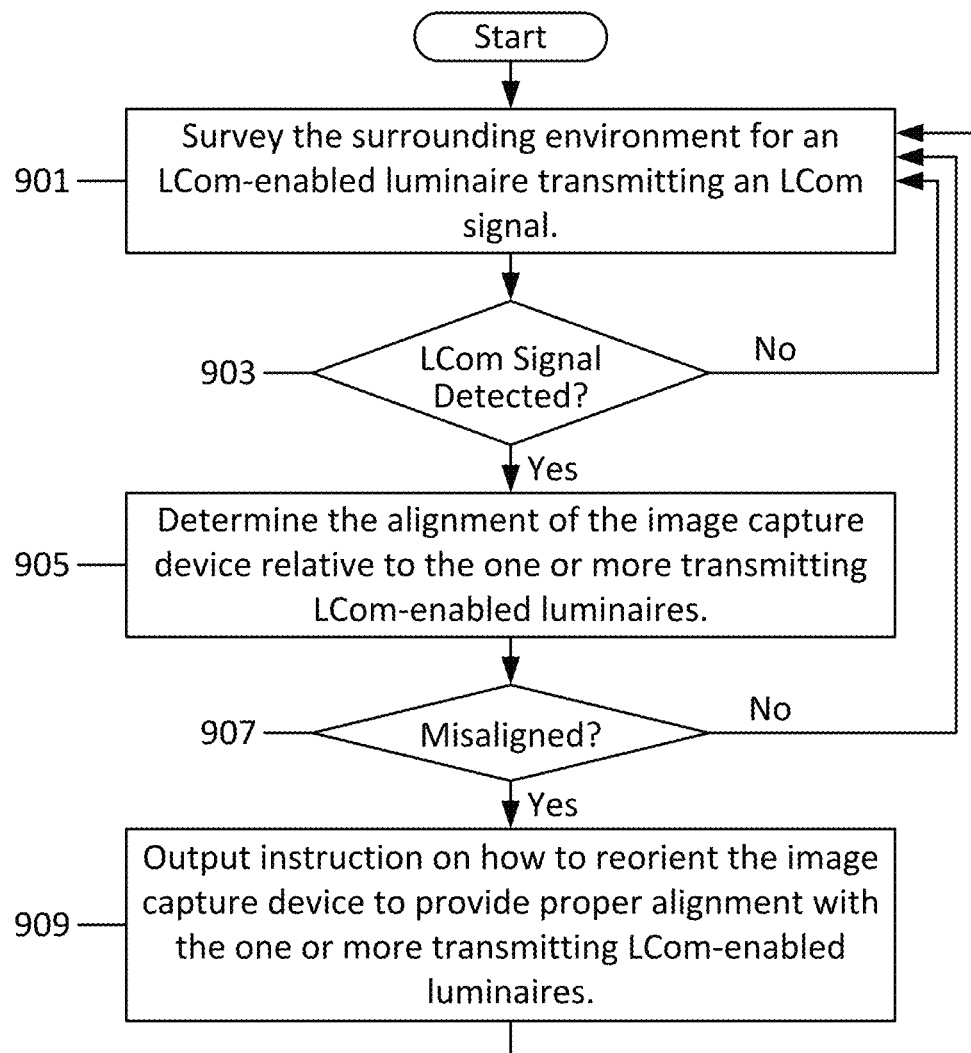 Start
Survey the surrounding environment for an
LCom-enabled luminaire transmitting an LCom
signal.
901
LCom Signal
Detected?
903
No
Yes
Determine the alignment of the image capture
device relative to the one or more transmitting
LCom-enabled luminaires.
905
Misaligned?
907
No
Yes
Output instruction on how to reorient the image
capture device to provide proper alignment with
the one or more transmitting LCom-enabled
luminaires.
909